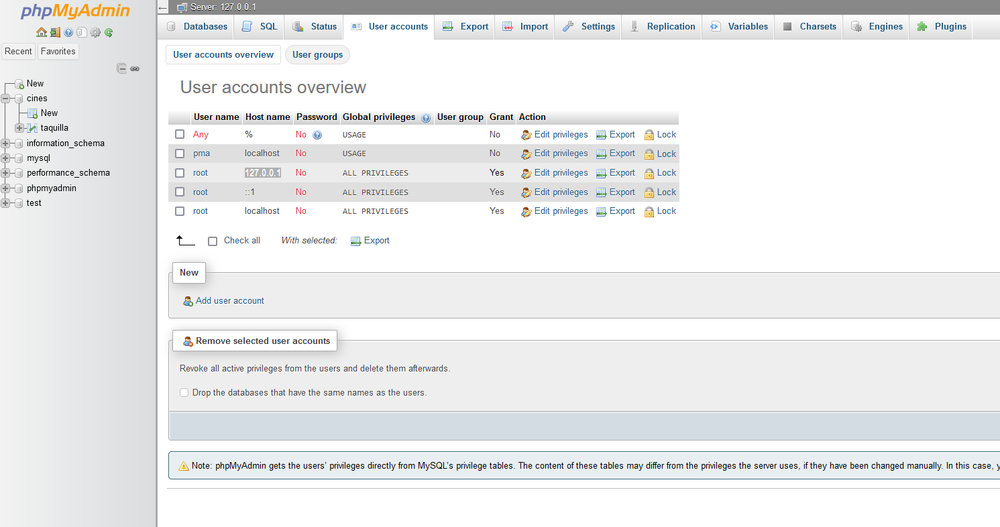 phpMyAdmin
Recent Favorites
New
cines
New
taquilla
information_schema
mysql
performance_schema
phpmyadmin
test
Server: 127.0.0.1
Databases SQL Status User accounts Export Import Settings Replication Variables Charsets Engines Plugins
User accounts overview User groups
User accounts overview
User name Host name Password Global privileges User group Grant Action
Any % No USAGE No Edit privileges Export Lock
pma localhost No USAGE No Edit privileges Export Lock
root 127.0.0.1 No ALL PRIVILEGES Yes Edit privileges Export Lock
root ::1 No ALL PRIVILEGES Yes Edit privileges Export Lock
root localhost No ALL PRIVILEGES Yes Edit privileges Export Lock
Check all With selected: Export
New
Add user account
Remove selected user accounts
Revoke all active privileges from the users and delete them afterwards.
Drop the databases that have the same names as the users.
Note: phpMyAdmin gets the users’ privileges directly from MySQL’s privilege tables. The content of these tables may differ from the privileges the server uses, if they have been changed manually. In this case,